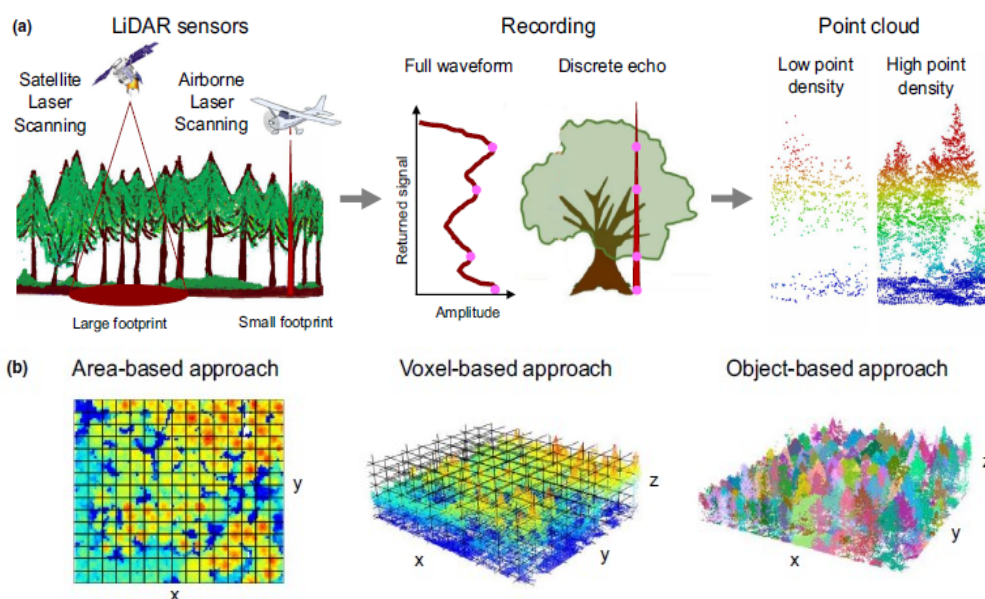 (a)
LiDAR sensors
Recording
Point cloud
Satellite
Laser
Scanning
Airborne
Laser
Scanning
Full waveform
Discrete echo
Low point
density
High point
density
Returned signal
Amplitude
Large footprint
Small footprint
(b)
Area-based approach
Voxel-based approach
Object-based approach
y
x
z
y
x
z
y
x